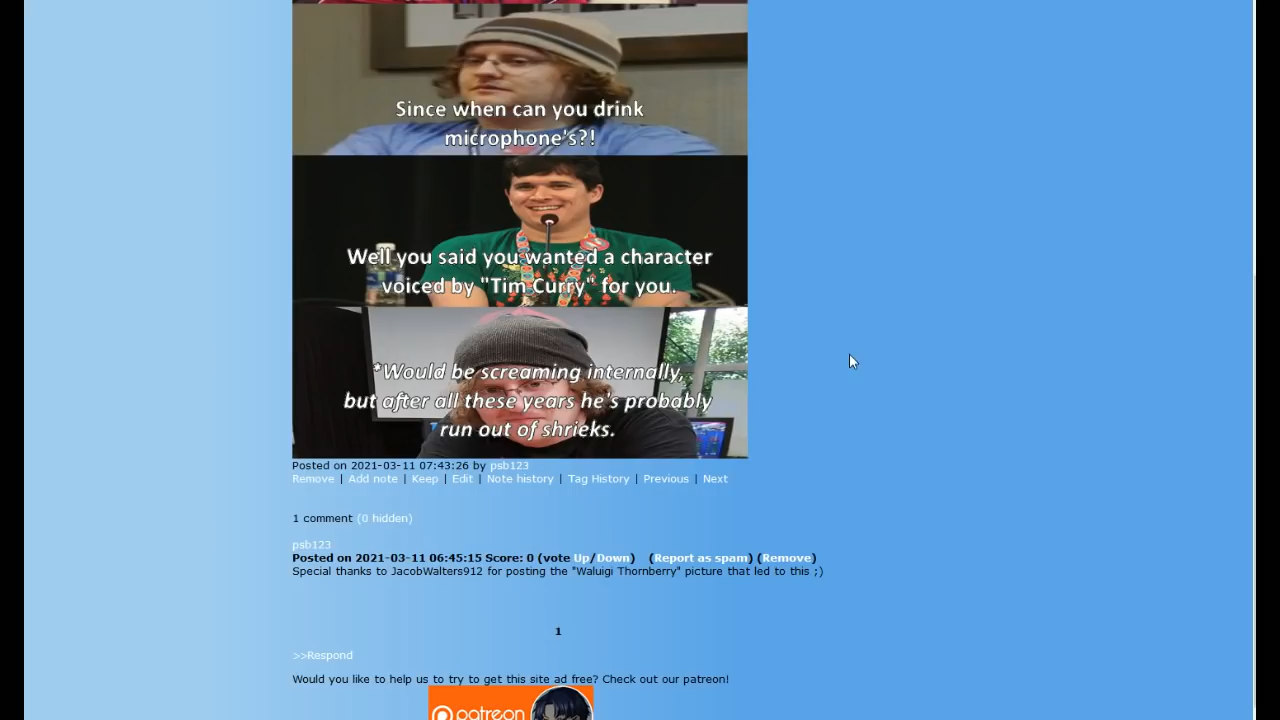 Since when can you drink
microphone's?!
Well you said you wanted a character
voiced by "Tim Curry" for you.
*Would be screaming internally,
but after all these years he's probably
run out of shrieks.
Posted on 2021-03-11 07:43:26 by psb123
Remove | Add note | Keep | Edit | Note history | Tag History | Previous | Next
1 comment (0 hidden)
psb123
Posted on 2021-03-11 06:45:15 Score: 0 (vote Up/Down) (Report as spam) (Remove)
Special thanks to JacobWalters912 for posting the "Waluigi Thornberry" picture that led to this ;)
1
>>Respond
Would you like to help us to try to get this site ad free? Check out our patreon!
patreon